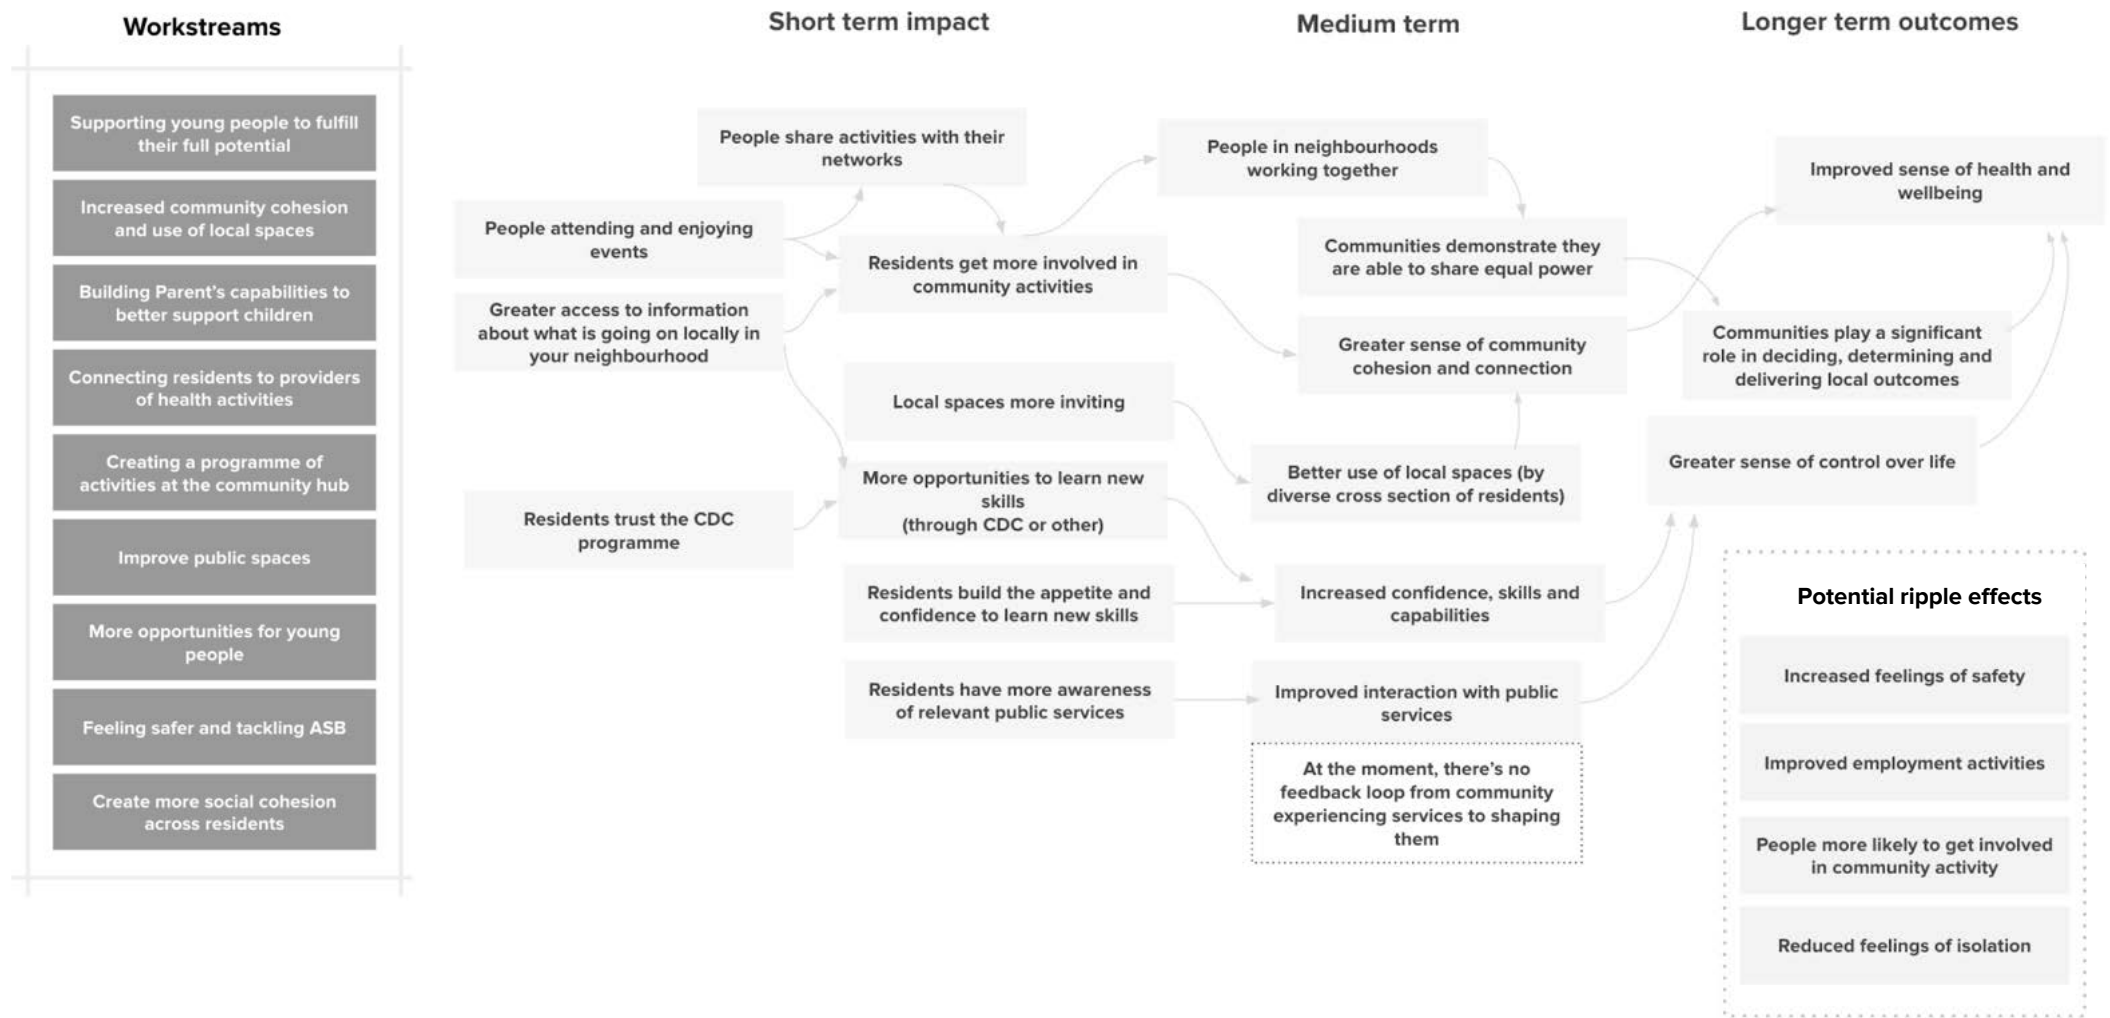 Workstreams
Short term impact
Medium term
Longer term outcomes
Supporting young people to fulfill
their full potential
Increased community cohesion
and use of local spaces
Building Parent's capabilities to
better support children
Connecting residents to providers
of health activities
Creating a programme of
activities at the community hub
Improve public spaces
More opportunities for young
people
Feeling safer and tackling ASB
Create more social cohesion
across residents
People share activities with their
networks
People attending and enjoying
events
Greater access to information
about what is going on locally in
your neighbourhood
Residents get more involved in
community activities
Local spaces more inviting
More opportunities to learn new
skills
(through CDC or other)
Residents trust the CDC
programme
Residents build the appetite and
confidence to learn new skills
Residents have more awareness
of relevant public services
People in neighbourhoods
working together
Communities demonstrate they
are able to share equal power
Greater sense of community
cohesion and connection
Better use of local spaces (by
diverse cross section of residents)
Increased confidence, skills and
capabilities
Improved interaction with public
services
At the moment, there's no
feedback loop from community
experiencing services to shaping
them
Improved sense of health and
wellbeing
Communities play a significant
role in deciding, determining and
delivering local outcomes
Greater sense of control over life
Potential ripple effects
Increased feelings of safety
Improved employment activities
People more likely to get involved
in community activity
Reduced feelings of isolation